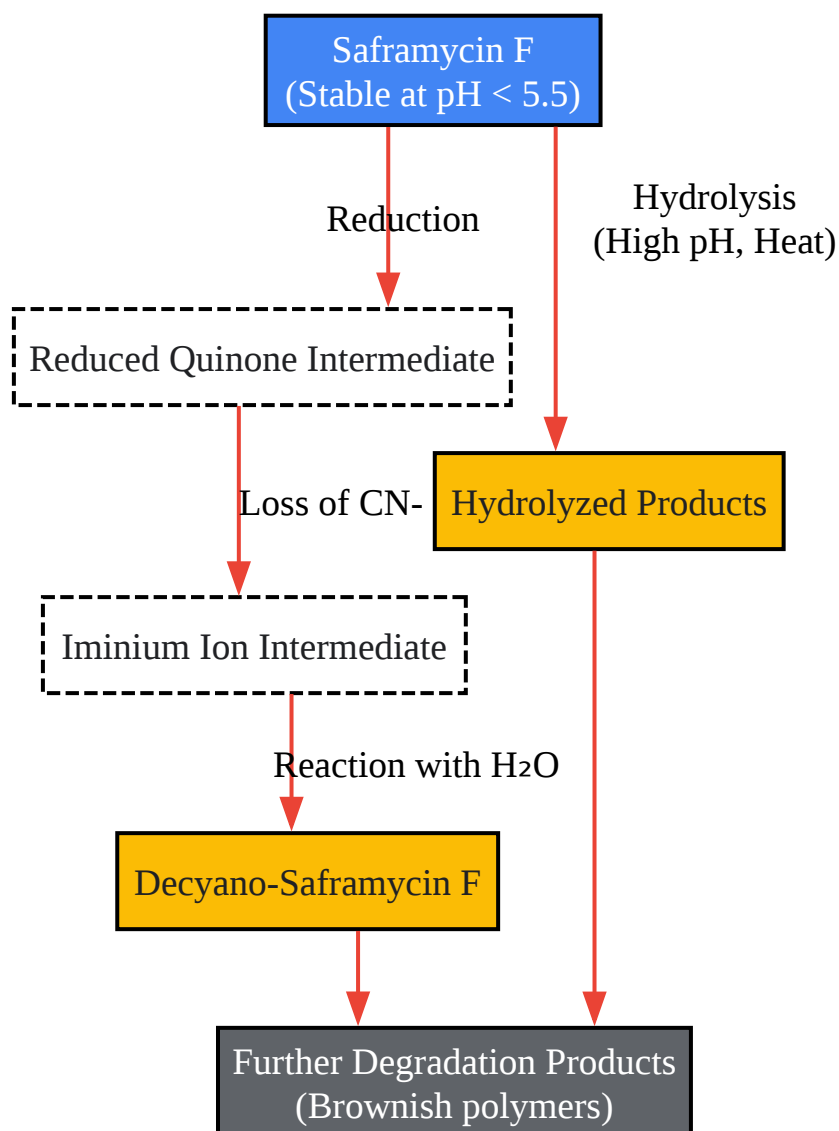 Saframycin F
(Stable at pH < 5.5)
Reduction
Hydrolysis
(High pH, Heat)
Reduced Quinone Intermediate
Loss of CN-
Hydrolyzed Products
Iminium Ion Intermediate
Reaction with H₂O
Decyano-Saframycin F
Further Degradation Products
(Brownish polymers)